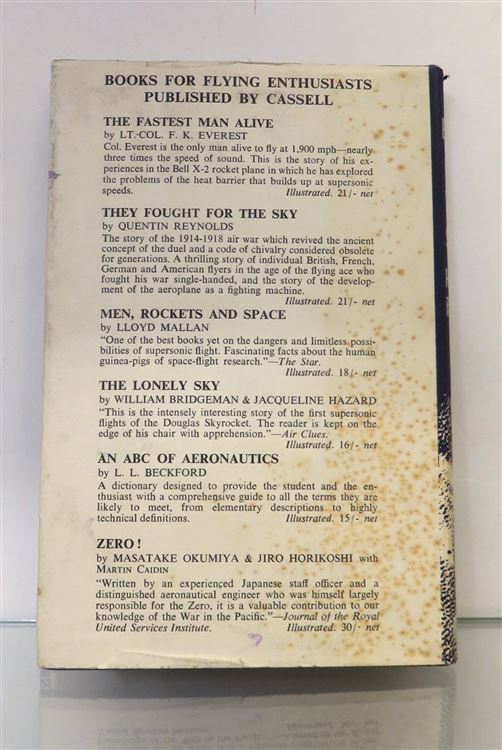 BOOKS FOR FLYING ENTHUSIASTS
PUBLISHED BY CASSELL
THE FASTEST MAN ALIVE
by LT.-COL. F. K. EVEREST
Col. Everest is the only man alive to fly at 1,900 mph—nearly
three times the speed of sound. This is the story of his ex-
periences in the Bell X-2 rocket plane in which he has explored
the problems of the heat barrier that builds up at supersonic
speeds. Illustrated. 21/- net
THEY FOUGHT FOR THE SKY
by QUENTIN REYNOLDS
The story of the 1914-1918 air war which revived the ancient
concept of the duel and a code of chivalry considered obsolete
for generations. A thrilling story of individual British, French,
German and American flyers in the age of the flying ace who
fought his war single-handed, and the story of the develop-
ment of the aeroplane as a fighting machine.
Illustrated. 21/- net
MEN, ROCKETS AND SPACE
by LLOYD MALLAN
"One of the best books yet on the dangers and limitless possi-
bilities of supersonic flight. Fascinating facts about the human
guinea-pigs of space-flight research."—The Star.
Illustrated. 18/- net
THE LONELY SKY
by WILLIAM BRIDGEMAN & JACQUELINE HAZARD
"This is the intensely interesting story of the first supersonic
flights of the Douglas Skyrocket. The reader is kept on the
edge of his chair with apprehension."—Air Clues.
Illustrated. 16/- net
AN ABC OF AERONAUTICS
by L. L. BECKFORD
A dictionary designed to provide the student and the en-
thusiast with a comprehensive guide to all the terms they are
likely to meet, from elementary descriptions to highly
technical definitions. Illustrated. 15/- net
ZERO!
by MASATAKE OKUMIYA & JIRO HORIKOSHI with
MARTIN CAIDIN
"Written by an experienced Japanese staff officer and a
distinguished aeronautical engineer who was himself largely
responsible for the Zero, it is a valuable contribution to our
knowledge of the War in the Pacific."—Journal of the Royal
United Services Institute. Illustrated. 30/- net